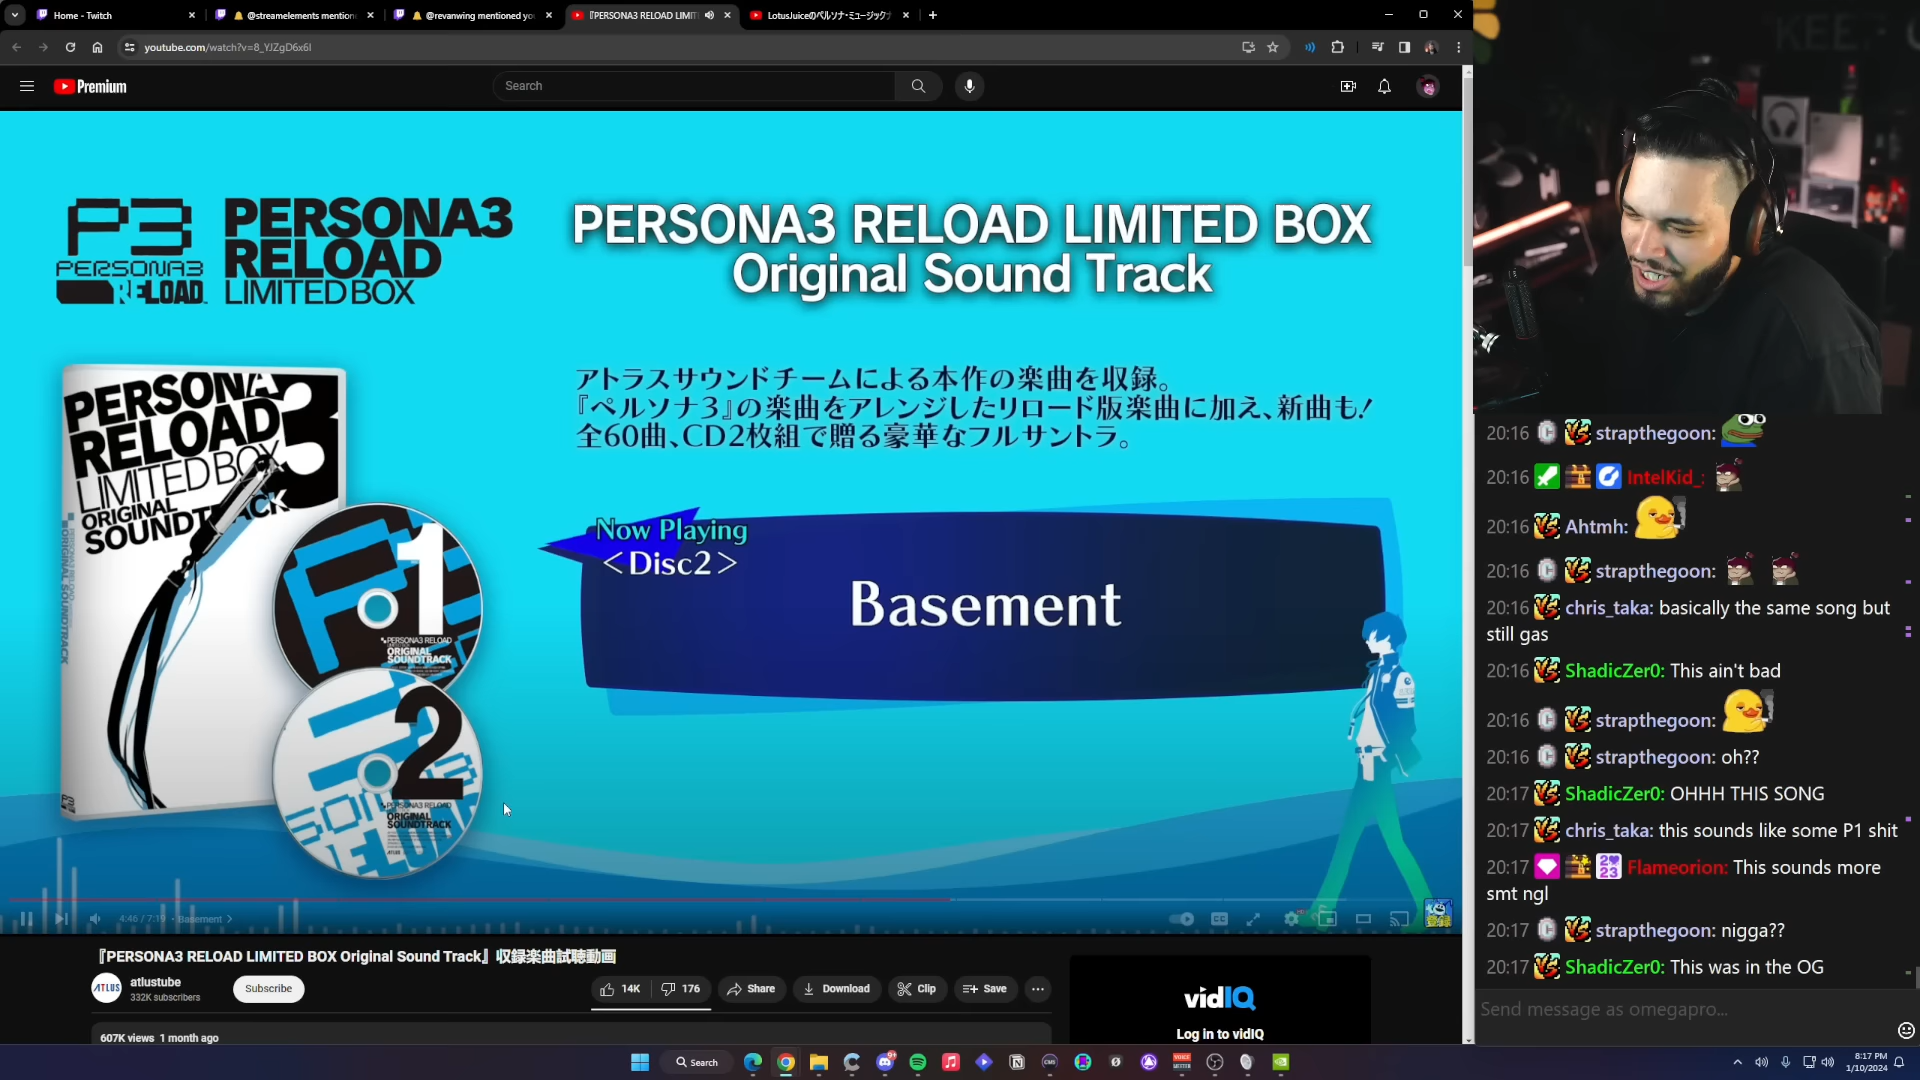 Home - Twitch
@streamelements mention
@revanwing mentioned yo
『PERSONA3 RELOAD LIMIT
LotusJuiceのペルソナ・ミュージック
youtube.com/watch?v=8_YJZgD6x6I
Premium
Search
P3
PERSONA3
RELOAD
PERSONA3
RELOAD
LIMITED BOX
PERSONA3 RELOAD LIMITED BOX
Original Sound Track
アトラスサウンドチームによる本作の楽曲を収録。
『ペルソナ3』の楽曲をアレンジしたリロード版楽曲に加え、新曲も!
全60曲、CD2枚組で贈る豪華なフルサントラ。
PERSONA3
RELOAD
LIMITED BOX
ORIGINAL
SOUNDTRACK
1
PERSONA3 RELOAD
ORIGINAL
SOUNDTRACK
2
PERSONA3 RELOAD
ORIGINAL
SOUNDTRACK
ATLUS
Now Playing
<Disc2>
Basement
4:46 / 7:19 • Basement
『PERSONA3 RELOAD LIMITED BOX Original Sound Track』収録楽曲試聴動画
ATLUS
atlustube
332K subscribers
Subscribe
14K
176
Share
Download
Clip
Save
607K views 1 month ago
vidIQ
Log in to vidIQ
20:16 strapthegoon:
20:16 IntelKid_:
20:16 Ahtmh:
20:16 strapthegoon:
20:16 chris_taka: basically the same song but
still gas
20:16 ShadicZer0: This ain't bad
20:16 strapthegoon:
20:16 strapthegoon: oh??
20:17 ShadicZer0: OHHH THIS SONG
20:17 chris_taka: this sounds like some P1 shit
20:17 Flameorion: This sounds more
smt ngl
20:17 strapthegoon: nigga??
20:17 ShadicZer0: This was in the OG
Send message as omegapro...
Search
8:17 PM
1/10/2024